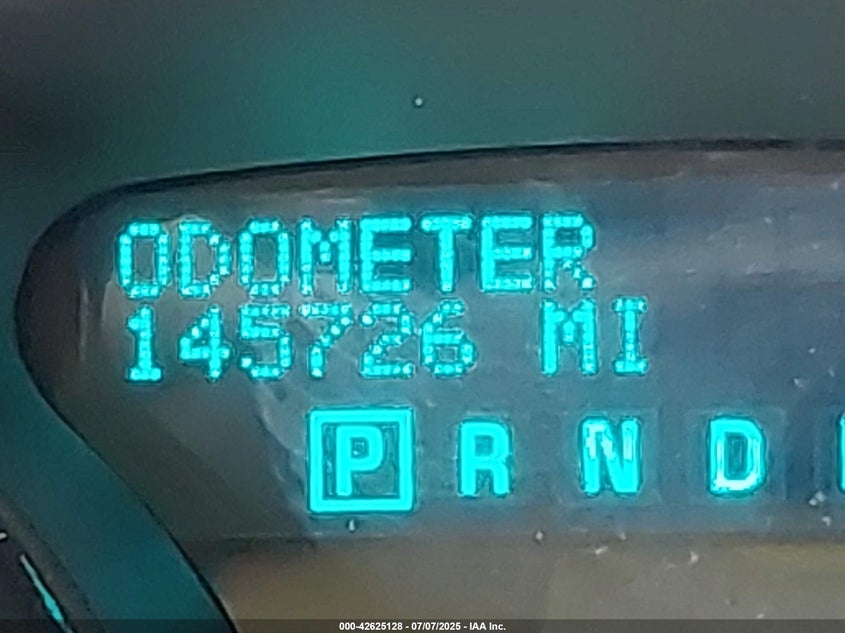 ODOMETER
145726 MI
P R N D
000-42625128 - 07/07/2025 - IAA Inc.